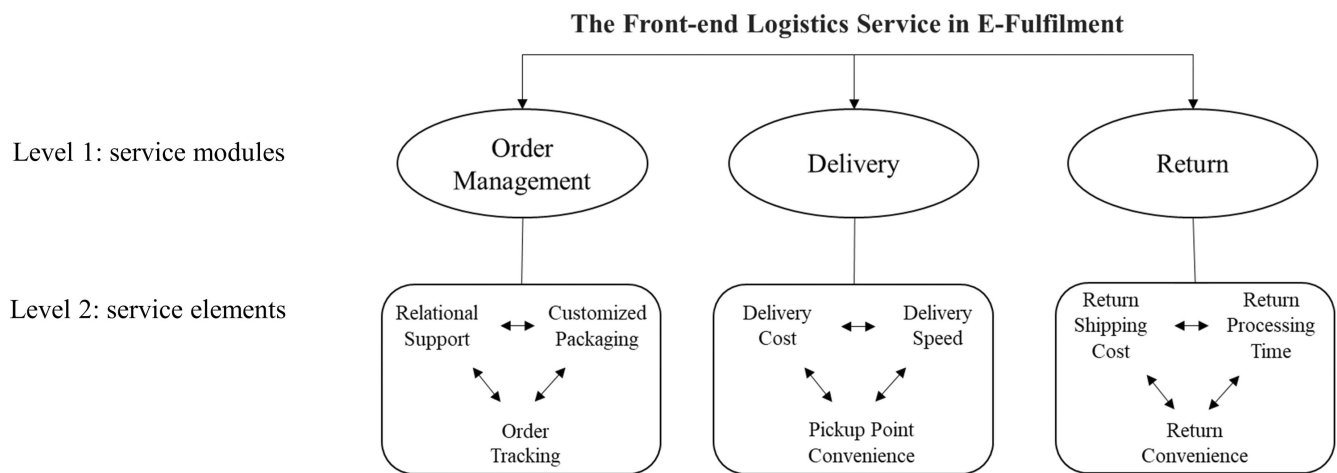 The Front-end Logistics Service in E-Fulfilment
Level 1: service modules
Order
Management
Delivery
Return
Level 2: service elements
Relational
Support
Customized
Packaging
Order
Tracking
Delivery
Cost
Delivery
Speed
Pickup Point
Convenience
Return
Shipping
Cost
Return
Processing
Time
Return
Convenience